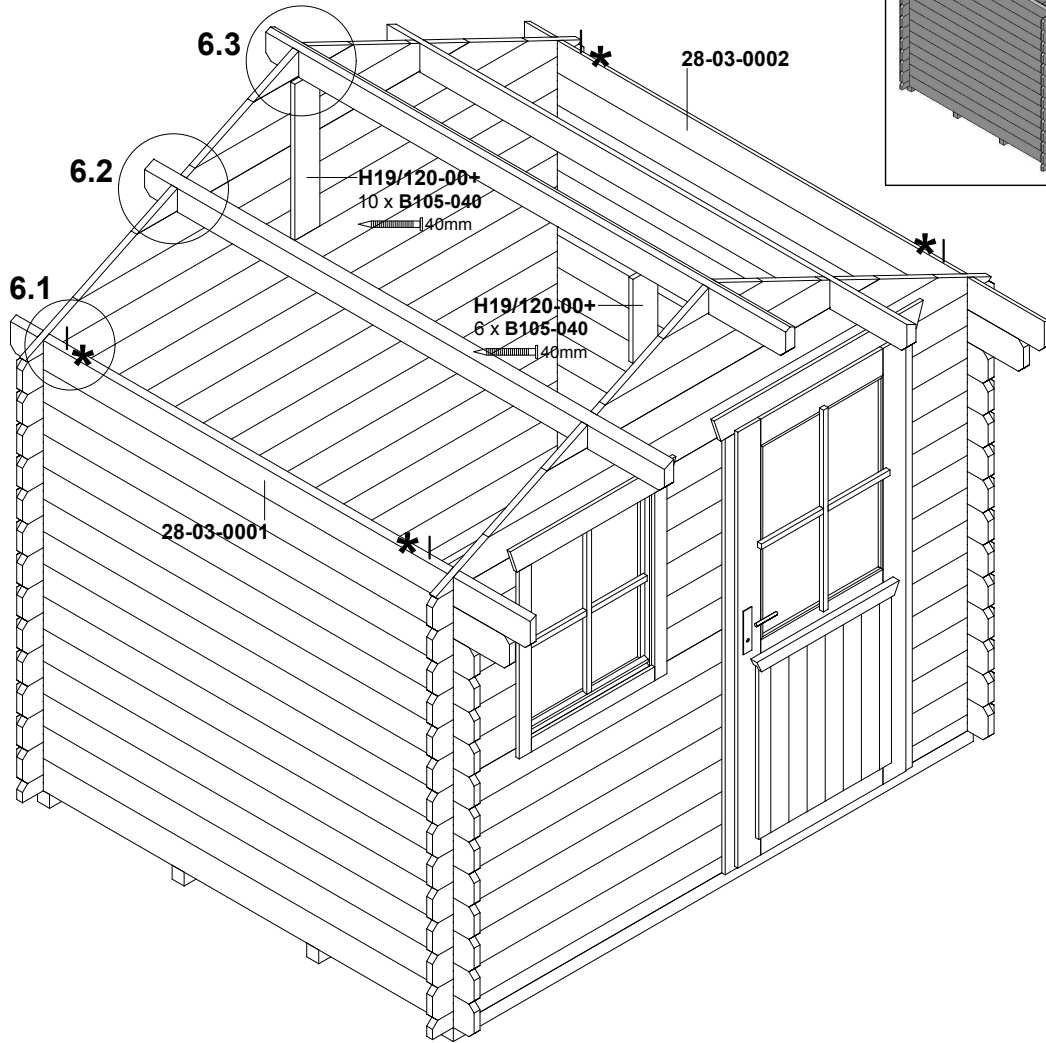 6.3
28-03-0002
*
6.2
H19/120-00+
10 x B105-040
40mm
*
6.1
H19/120-00+
6 x B105-040
40mm
*
28-03-0001
*